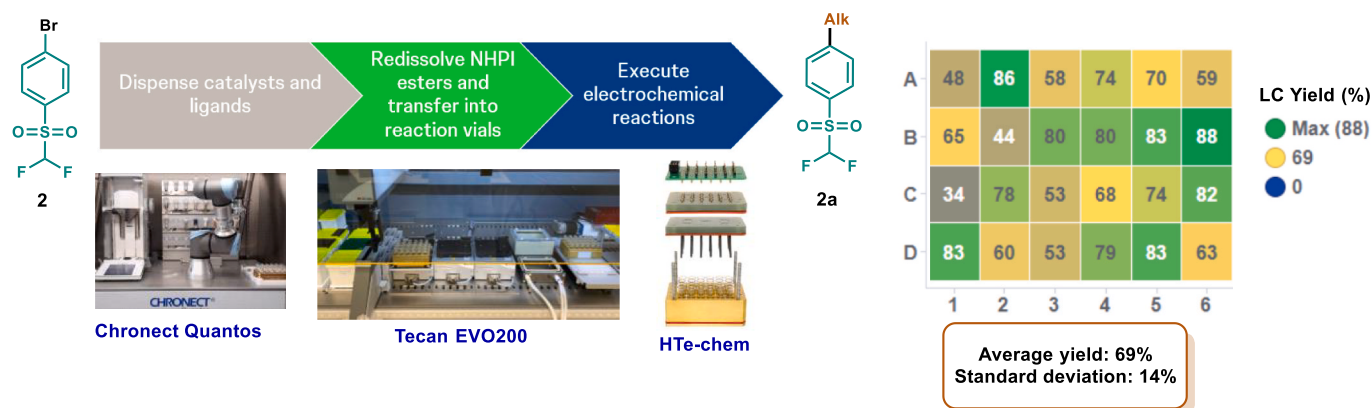 Br
O=S=O
F F
2
Dispense catalysts and
ligands
Redissolve NHPI
esters and
transfer into
reaction vials
Execute
electrochemical
reactions
CHRONECT
Chronect Quantos
Tecan EVO200
HTe-chem
Alk
O=S=O
F F
2a
A 48 86 58 74 70 59
B 65 44 80 80 83 88
C 34 78 53 68 74 82
D 83 60 53 79 83 63
1 2 3 4 5 6
LC Yield (%)
Max (88)
69
0
Average yield: 69%
Standard deviation: 14%